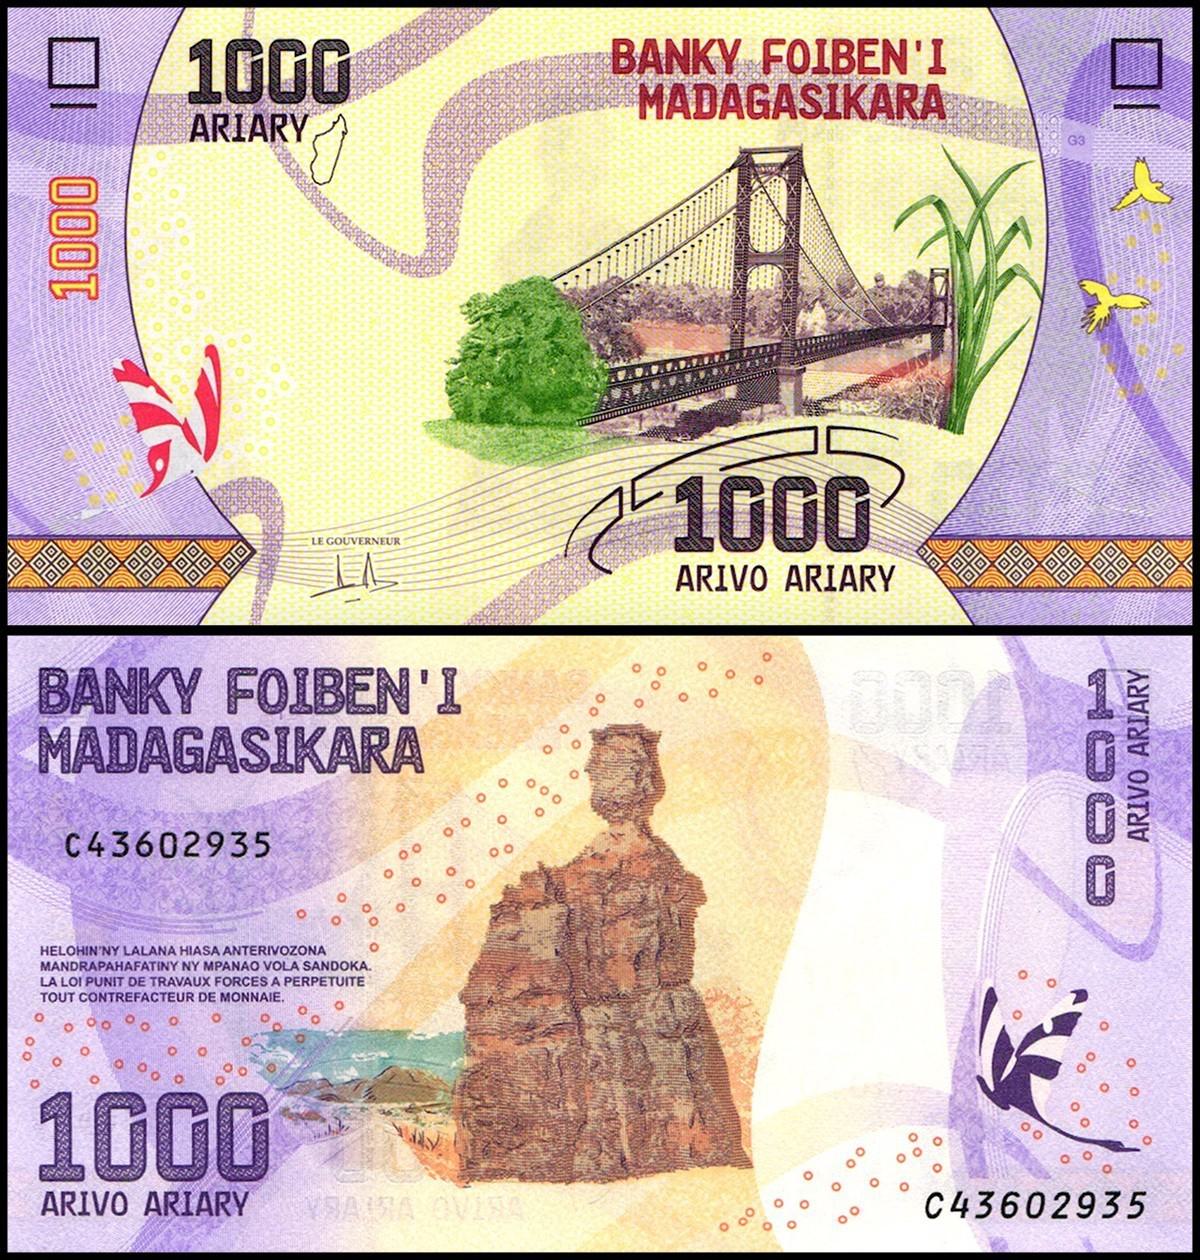 1000
ARIARY
BANKY FOIBEN'I
MADAGASIKARA
G3
1000
LE GOUVERNEUR
1000
ARIVO ARIARY
BANKY FOIBEN'I
MADAGASIKARA
1000
ARIVO ARIARY
C43602935
HELOHIN'NY LALANA HIASA ANTERIVOZONA
MANDRAPAHAFATINY NY MPANAO VOLA SANDOKA.
LA LOI PUNIT DE TRAVAUX FORCES A PERPETUITE
TOUT CONTREFACTEUR DE MONNAIE.
1000
ARIVO ARIARY
C43602935